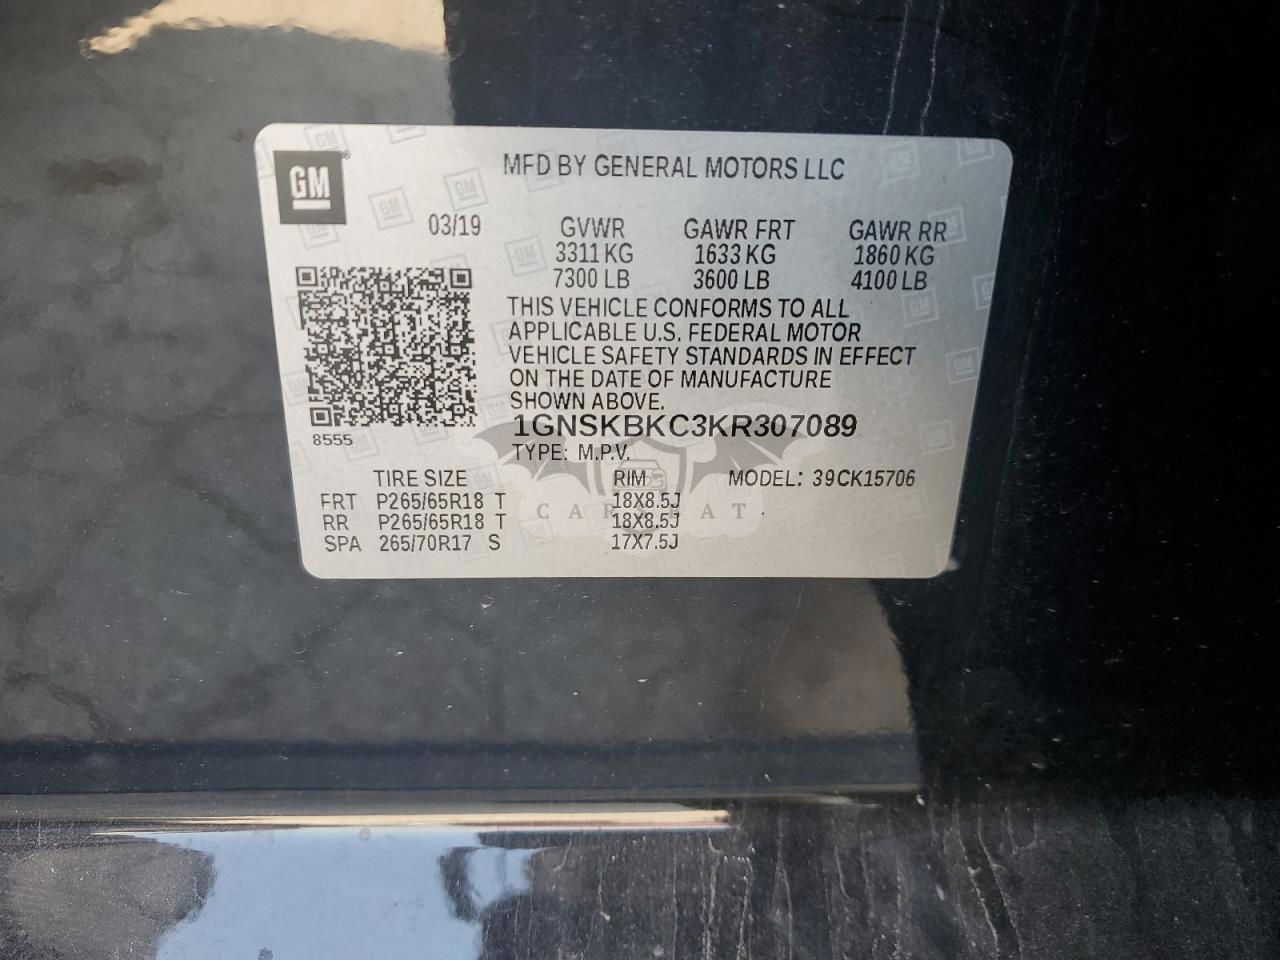 GM
MFD BY GENERAL MOTORS LLC
03/19 GVWR GAWR FRT GAWR RR
3311 KG 1633 KG 1860 KG
7300 LB 3600 LB 4100 LB
THIS VEHICLE CONFORMS TO ALL
APPLICABLE U.S. FEDERAL MOTOR
VEHICLE SAFETY STANDARDS IN EFFECT
ON THE DATE OF MANUFACTURE
SHOWN ABOVE.
8555
1GNSKBKC3KR307089
TYPE: M.P.V.
TIRE SIZE RIM MODEL: 39CK15706
FRT P265/65R18 T 18X8.5J
RR P265/65R18 T 18X8.5J
SPA 265/70R17 S 17X7.5J